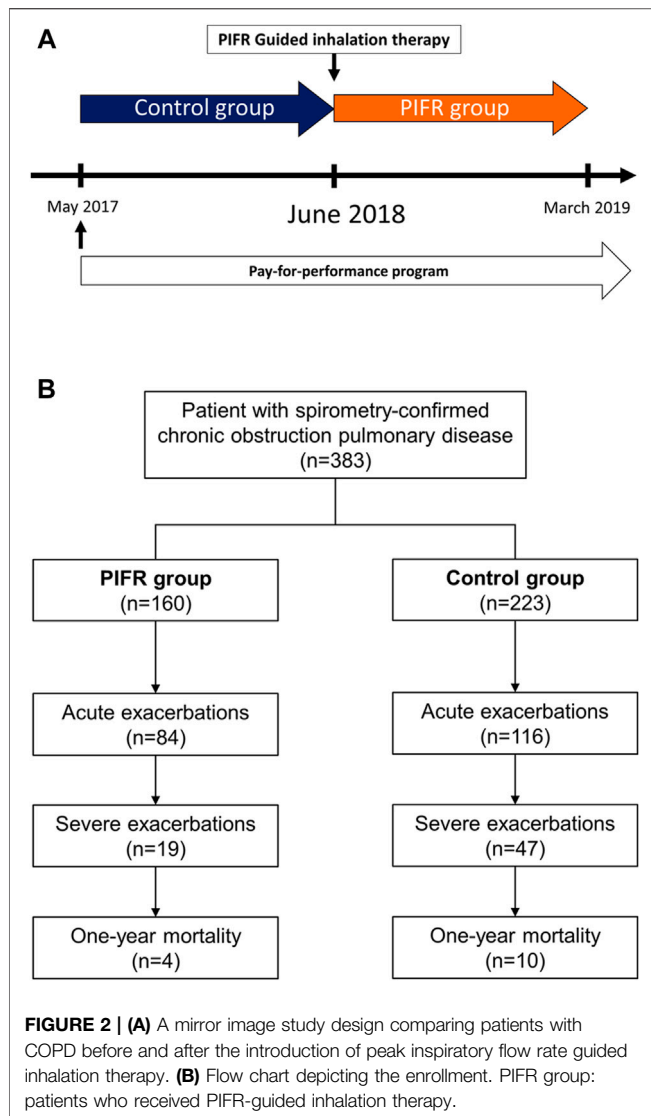 A
PIFR Guided inhalation therapy
Control group
PIFR group
May 2017
June 2018
March 2019
Pay-for-performance program
B
Patient with spirometry-confirmed
chronic obstruction pulmonary disease
(n=383)
PIFR group
(n=160)
Control group
(n=223)
Acute exacerbations
(n=84)
Acute exacerbations
(n=116)
Severe exacerbations
(n=19)
Severe exacerbations
(n=47)
One-year mortality
(n=4)
One-year mortality
(n=10)
FIGURE 2 | (A) A mirror image study design comparing patients with
COPD before and after the introduction of peak inspiratory flow rate guided
inhalation therapy. (B) Flow chart depicting the enrollment. PIFR group:
patients who received PIFR-guided inhalation therapy.